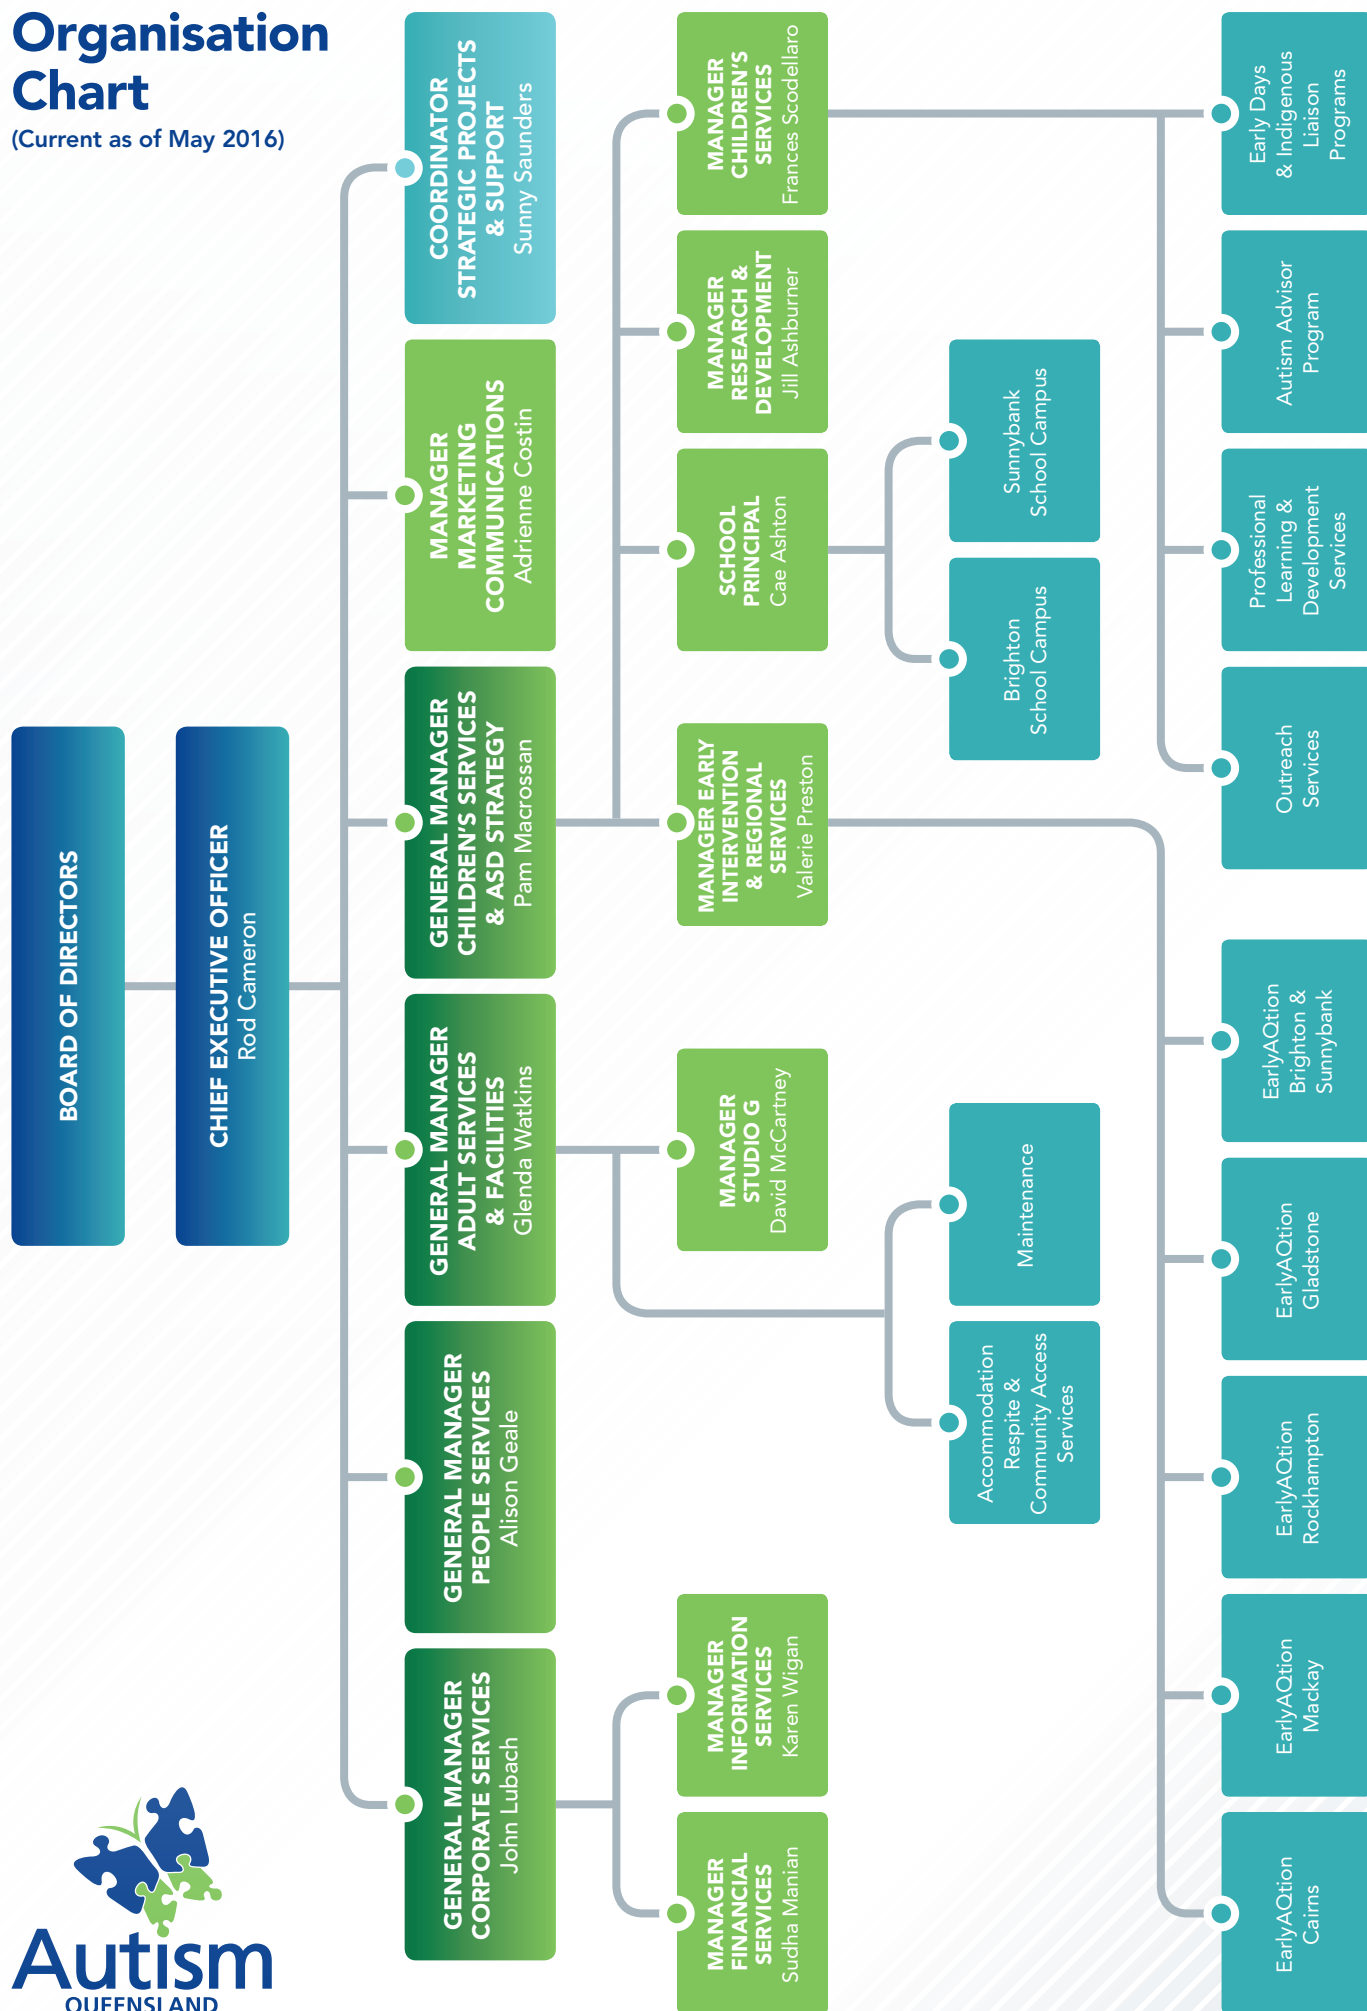 Organisation
Chart
(Current as of May 2016)
BOARD OF DIRECTORS
CHIEF EXECUTIVE OFFICER
Rod Cameron
COORDINATOR
STRATEGIC PROJECTS
& SUPPORT
Sunny Saunders
MANAGER
MARKETING
COMMUNICATIONS
Adrienne Costin
GENERAL MANAGER
CHILDREN'S SERVICES
& ASD STRATEGY
Pam Macrossan
GENERAL MANAGER
ADULT SERVICES
& FACILITIES
Glenda Watkins
GENERAL MANAGER
PEOPLE SERVICES
Alison Geale
GENERAL MANAGER
CORPORATE SERVICES
John Lubach
MANAGER
CHILDREN'S
SERVICES
Frances Scodellaro
MANAGER
RESEARCH &
DEVELOPMENT
Jill Ashburner
SCHOOL
PRINCIPAL
Cae Ashton
MANAGER EARLY
INTERVENTION
& REGIONAL
SERVICES
Valerie Preston
MANAGER
STUDIO G
David McCartney
MANAGER
INFORMATION
SERVICES
Karen Wigan
MANAGER
FINANCIAL
SERVICES
Sudha Manian
Sunnybank
School Campus
Brighton
School Campus
Maintenance
Accommodation
Respite &
Community Access
Services
Early Days
& Indigenous
Liaison
Programs
Autism Advisor
Program
Professional
Learning &
Development
Services
Outreach
Services
EarlyAQtion
Brighton &
Sunnybank
EarlyAQtion
Gladstone
EarlyAQtion
Rockhampton
EarlyAQtion
Mackay
EarlyAQtion
Cairns
Autism
QUEENSLAND